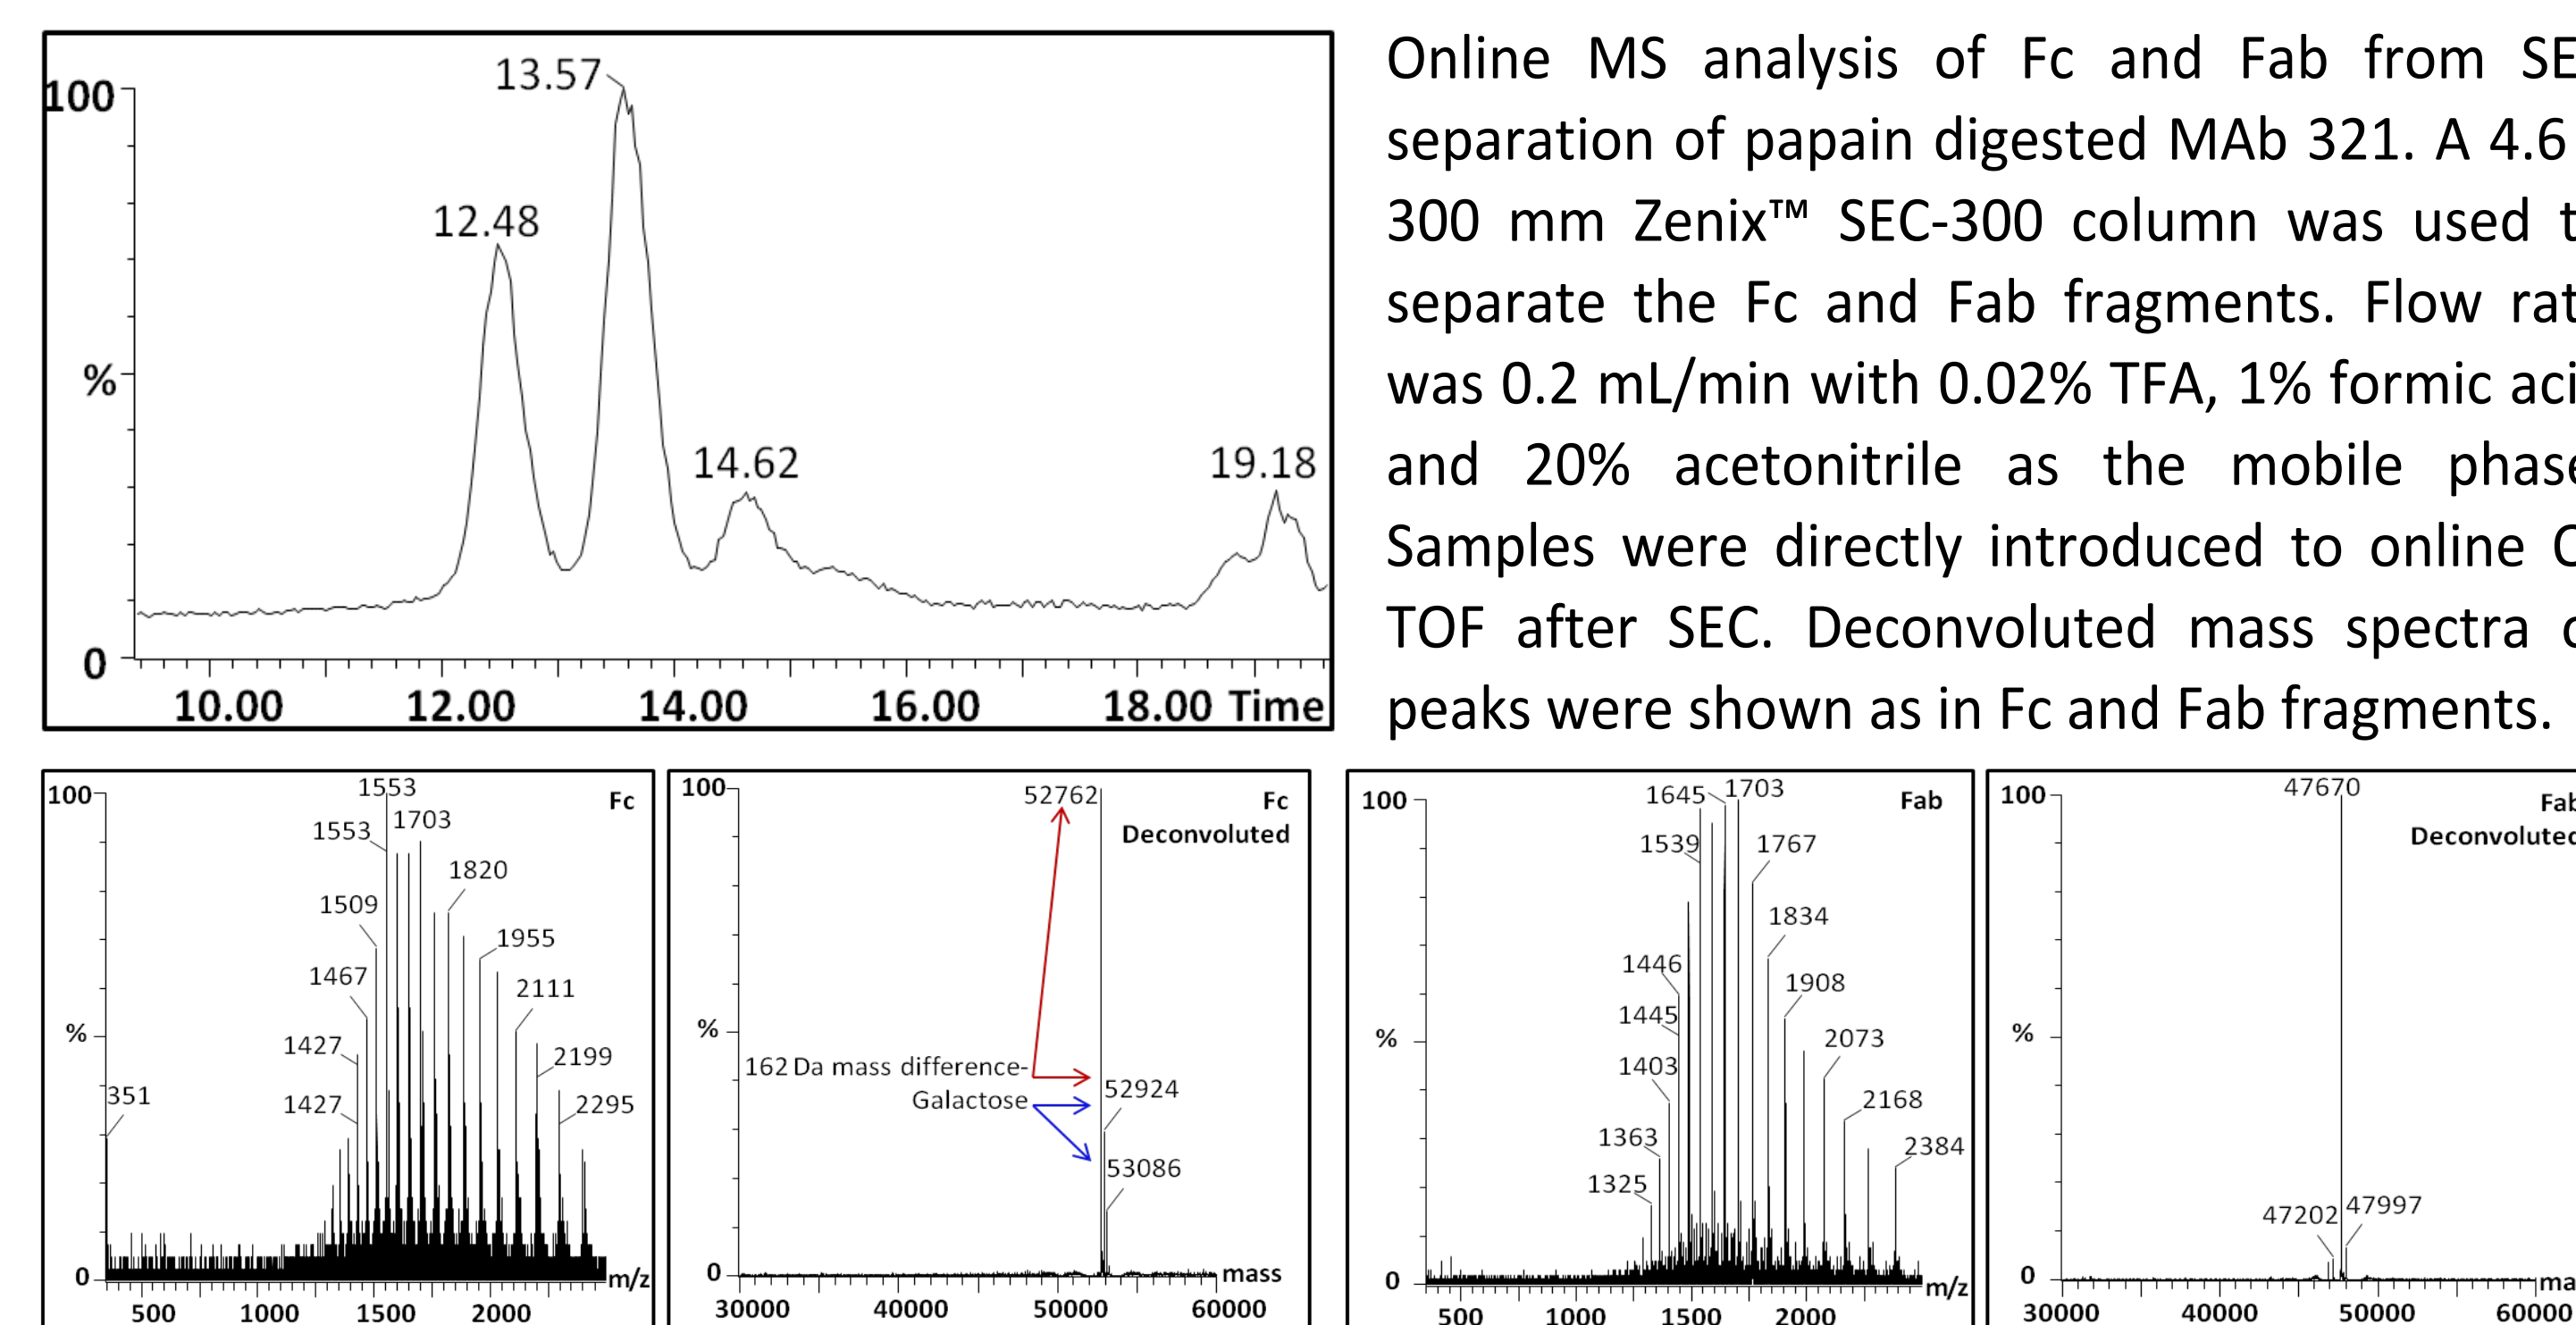 100
13.57
12.48
14.62
19.18
%
0
10.00 12.00 14.00 16.00 18.00 Time
Online MS analysis of Fc and Fab from SE
separation of papain digested MAb 321. A 4.6
300 mm Zenix™ SEC-300 column was used t
separate the Fc and Fab fragments. Flow rat
was 0.2 mL/min with 0.02% TFA, 1% formic aci
and 20% acetonitrile as the mobile phase
Samples were directly introduced to online
TOF after SEC. Deconvoluted mass spectra
peaks were shown as in Fc and Fab fragments.
100
1553
Fc
1553
1703
1820
1509
1955
1467
2111
%
1427
2199
351
1427
2295
0
m/z
500 1000 1500 2000
100
52762
Fc
Deconvoluted
%
162 Da mass difference-
Galactose
52924
53086
0
mass
30000 40000 50000 60000
100
1645
1703
Fab
1539
1767
1834
1446
1908
1445
%
2073
1403
2168
1363
2384
1325
0
m/z
500 1000 1500 2000
100
47670
Fab
Deconvoluted
%
47202
47997
0
ma
30000 40000 50000 60000